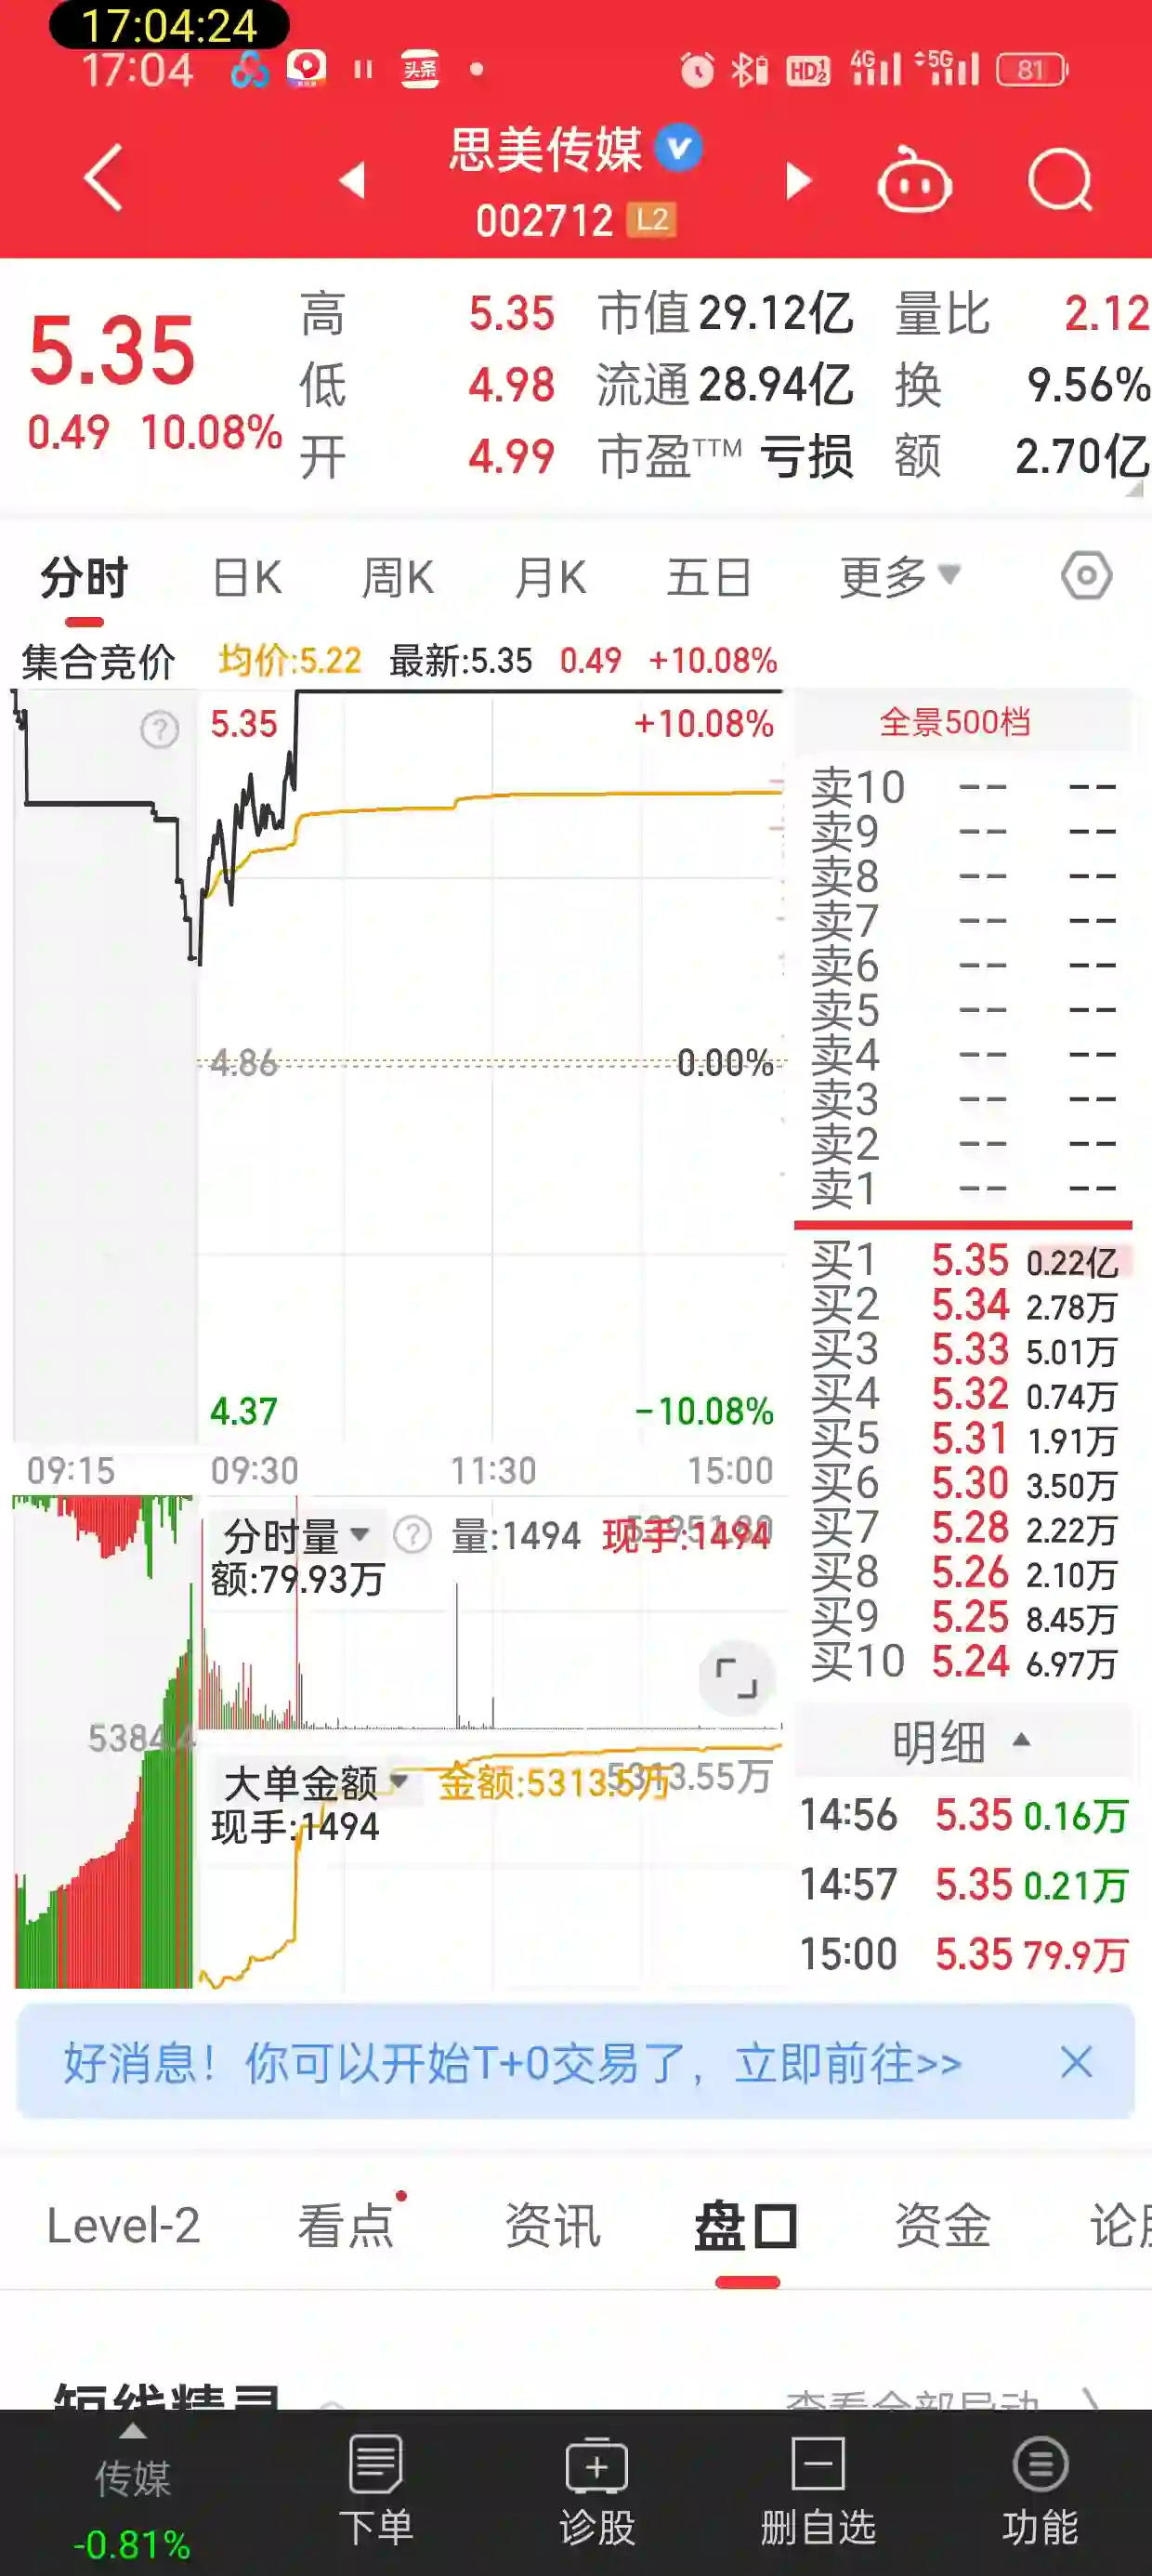 17:04:24
17:04 头条 HD 4G 5G 81
思美传媒
002712 L2
5.35
0.49 10.08%
高 5.35 市值 29.12亿 量比 2.12
低 4.98 流通 28.94亿 换 9.56%
开 4.99 市盈TTM 亏损 额 2.70亿
分时 日K 周K 月K 五日 更多
集合竞价 均价:5.22 最新:5.35 0.49 +10.08%
5.35 +10.08%
4.86 0.00%
4.37 -10.08%
09:15 09:30 11:30 15:00
全景500档
卖10 -- --
卖9 -- --
卖8 -- --
卖7 -- --
卖6 -- --
卖5 -- --
卖4 -- --
卖3 -- --
卖2 -- --
卖1 -- --
买1 5.35 0.22亿
买2 5.34 2.78万
买3 5.33 5.01万
买4 5.32 0.74万
买5 5.31 1.91万
买6 5.30 3.50万
买7 5.28 2.22万
买8 5.26 2.10万
买9 5.25 8.45万
买10 5.24 6.97万
分时量 量:1494 现手:1494
额:79.93万
大单金额 金额:5313.5万
现手:1494
明细
14:56 5.35 0.16万
14:57 5.35 0.21万
15:00 5.35 79.9万
好消息！你可以开始T+0交易了，立即前往>>
Level-2 看点 资讯 盘口 资金
短线精灵 查看全部异动
传媒
-0.81%
下单 诊股 删自选 功能